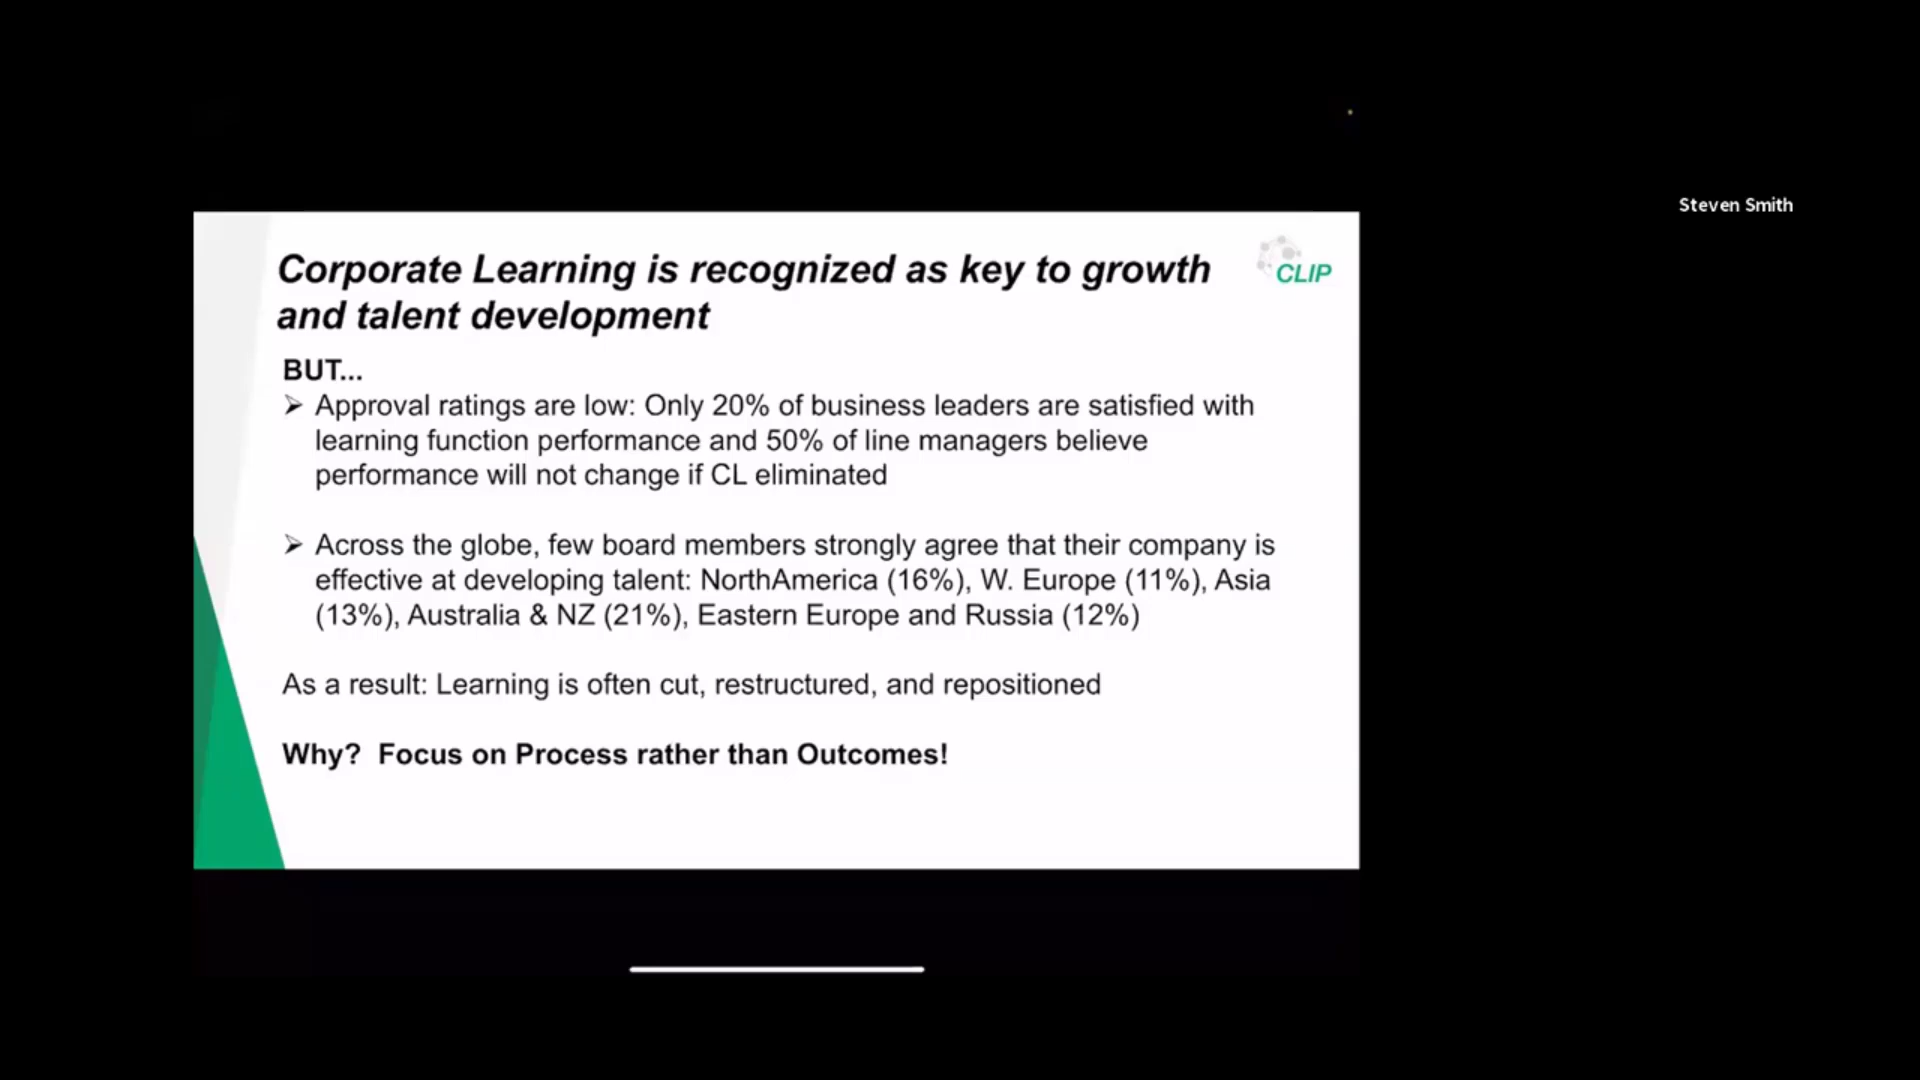 Steven Smith
Corporate Learning is recognized as key to growth
and talent development
CLIP
BUT...
➢ Approval ratings are low: Only 20% of business leaders are satisfied with
learning function performance and 50% of line managers believe
performance will not change if CL eliminated
➢ Across the globe, few board members strongly agree that their company is
effective at developing talent: NorthAmerica (16%), W. Europe (11%), Asia
(13%), Australia & NZ (21%), Eastern Europe and Russia (12%)
As a result: Learning is often cut, restructured, and repositioned
Why?  Focus on Process rather than Outcomes!